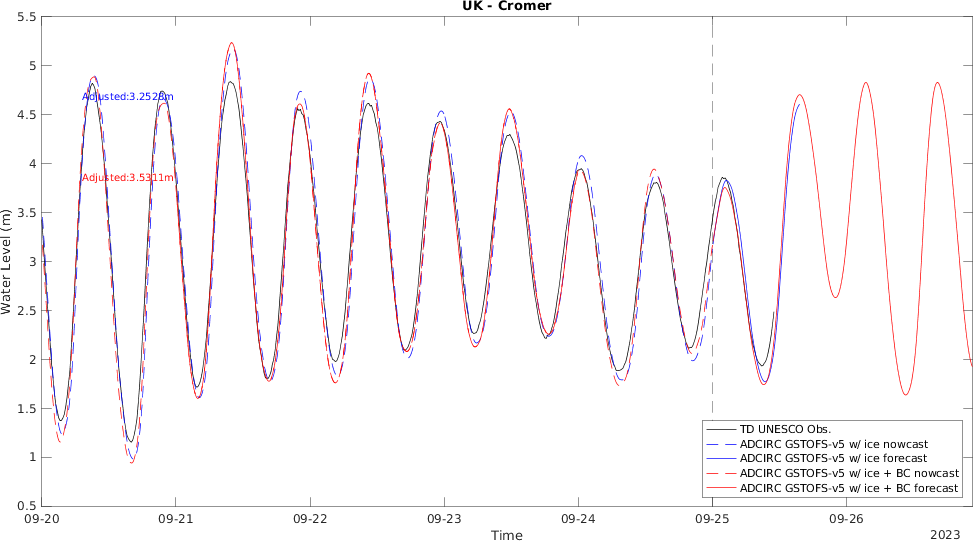 UK - Cromer
5.5
5
4.5
4
3.5
3
2.5
2
1.5
1
0.5
Water Level (m)
Adjusted:3.2528m
Adjusted:3.5311m
TD UNESCO Obs.
ADCIRC GSTOFS-v5 w/ ice nowcast
ADCIRC GSTOFS-v5 w/ ice forecast
ADCIRC GSTOFS-v5 w/ ice + BC nowcast
ADCIRC GSTOFS-v5 w/ ice + BC forecast
09-20 09-21 09-22 09-23 09-24 09-25 09-26
Time
2023